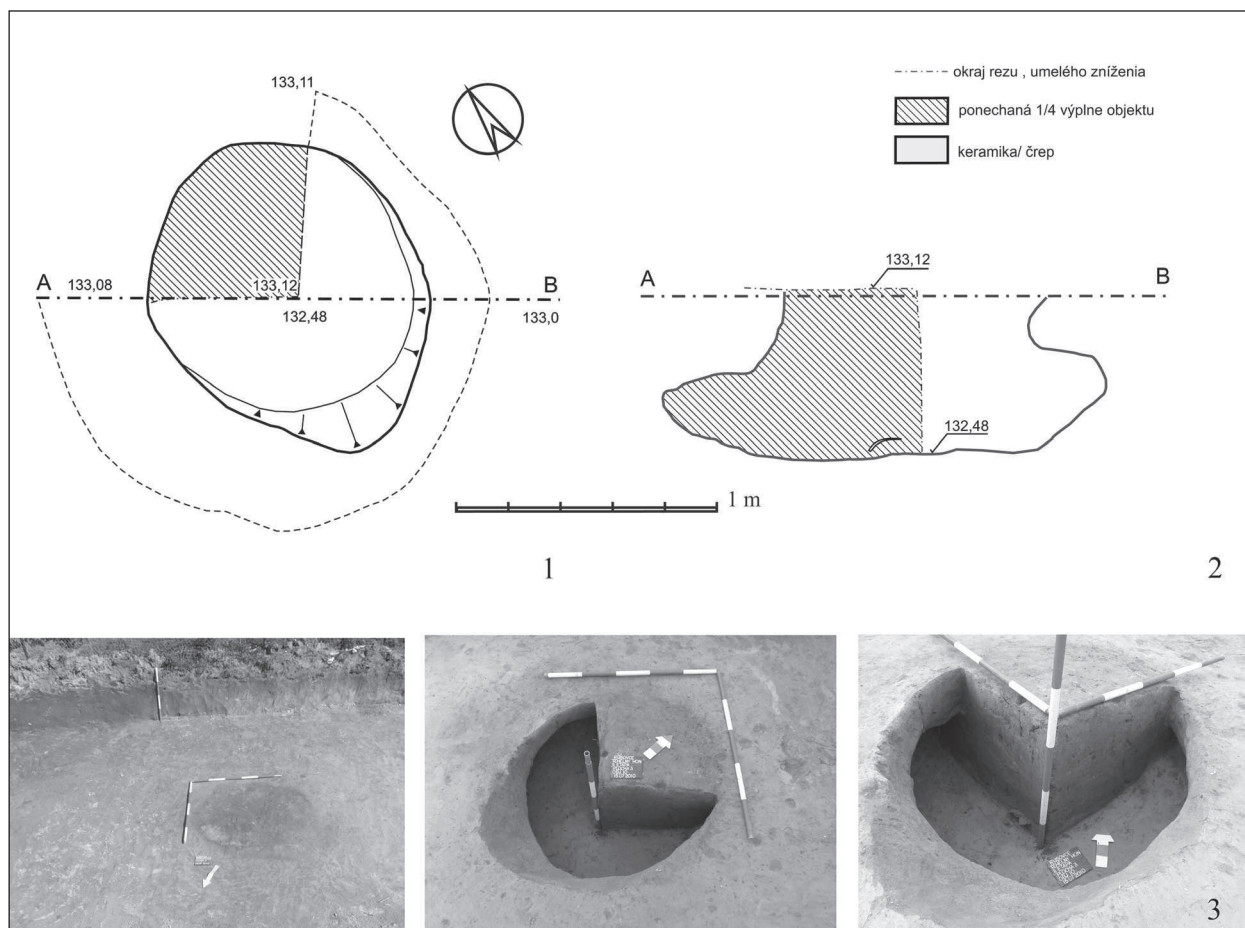 133,11
okraj rezu , umelého zníženia
ponechaná 1/4 výplne objektu
keramika/ črep
A 133,08 133,12 B
132,48 133,0
A 133,12 B
132,48
1 m
1 2
3